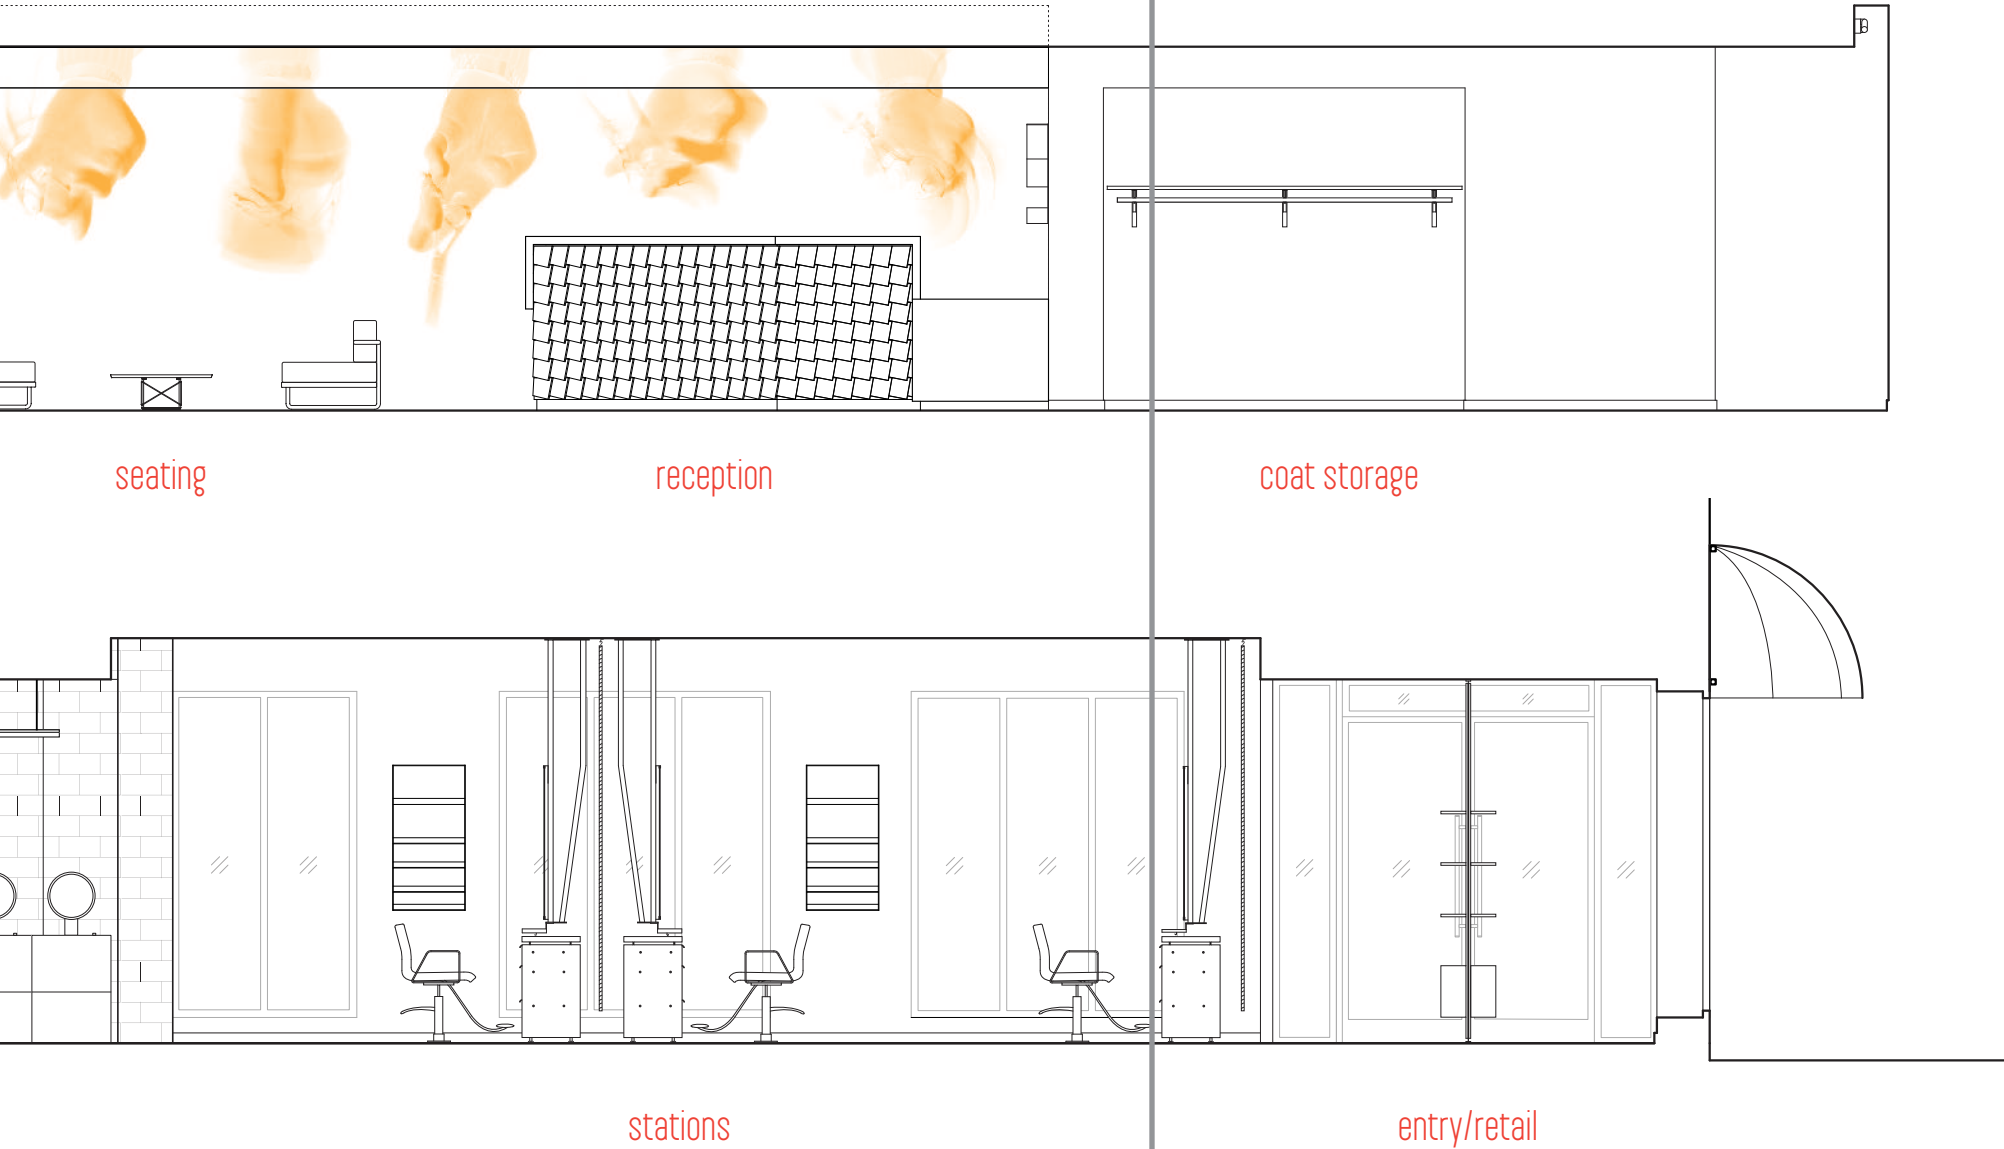 seating
reception
coat storage
stations
entry/retail